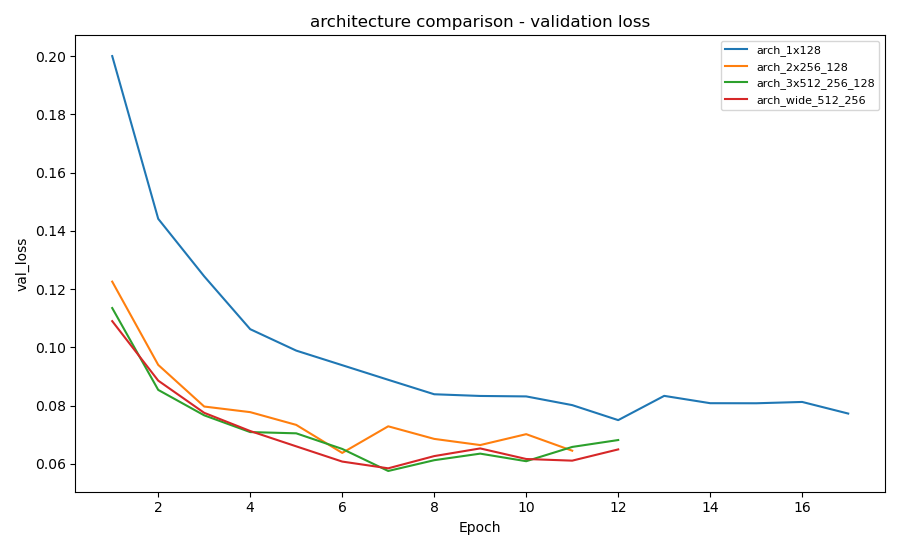 architecture comparison - validation loss
arch_1x128
arch_2x256_128
arch_3x512_256_128
arch_wide_512_256
val_loss
0.20
0.18
0.16
0.14
0.12
0.10
0.08
0.06
2 4 6 8 10 12 14 16
Epoch